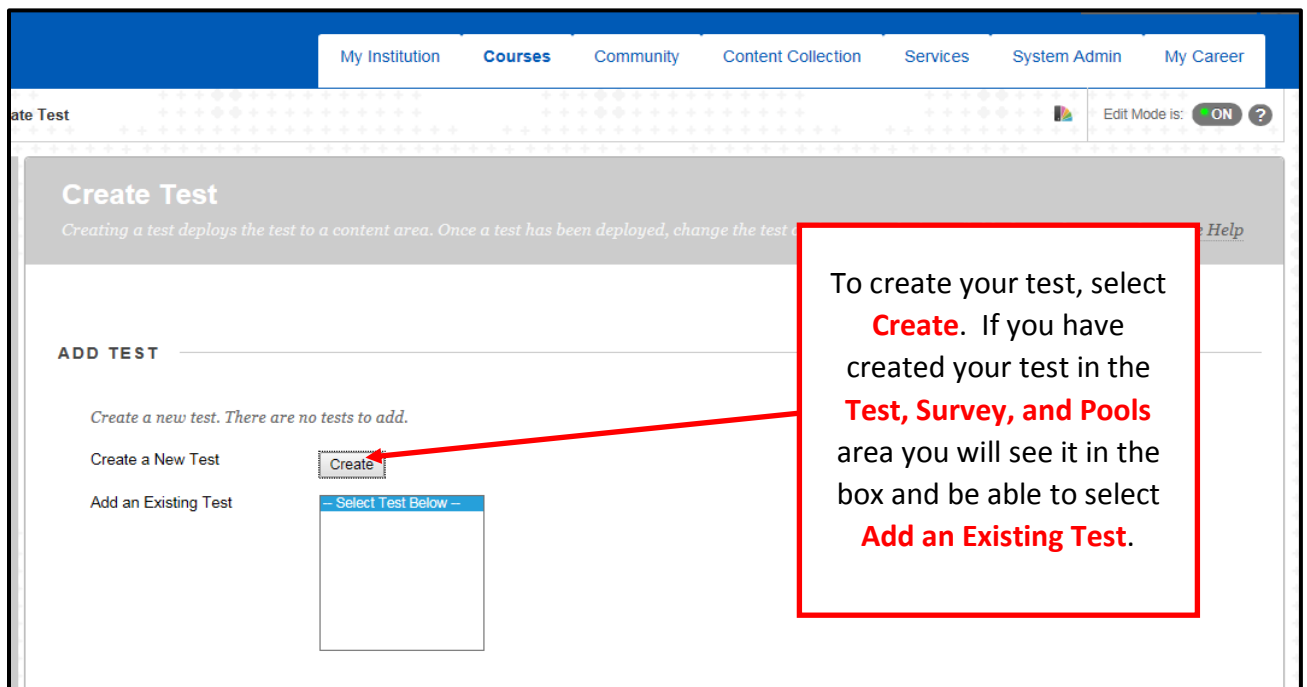 My Institution Courses Community Content Collection Services System Admin My Career
ate Test Edit Mode is: ON ?
Create Test
Creating a test deploys the test to a content area. Once a test has been deployed, change the test Help
To create your test, select
Create. If you have
created your test in the
Test, Survey, and Pools
area you will see it in the
box and be able to select
Add an Existing Test.
ADD TEST
Create a new test. There are no tests to add.
Create a New Test Create
Add an Existing Test -- Select Test Below --